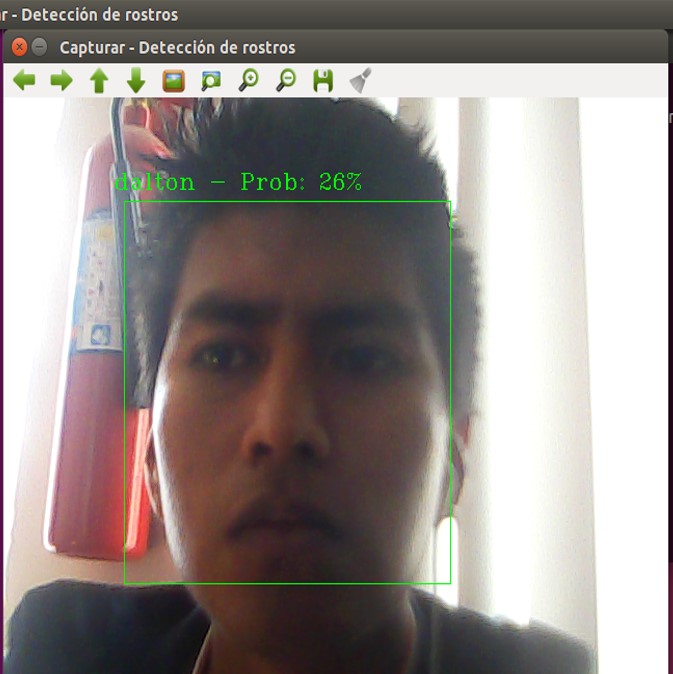 r - Detección de rostros
Capturar - Detección de rostros
dalton - Prob: 26%